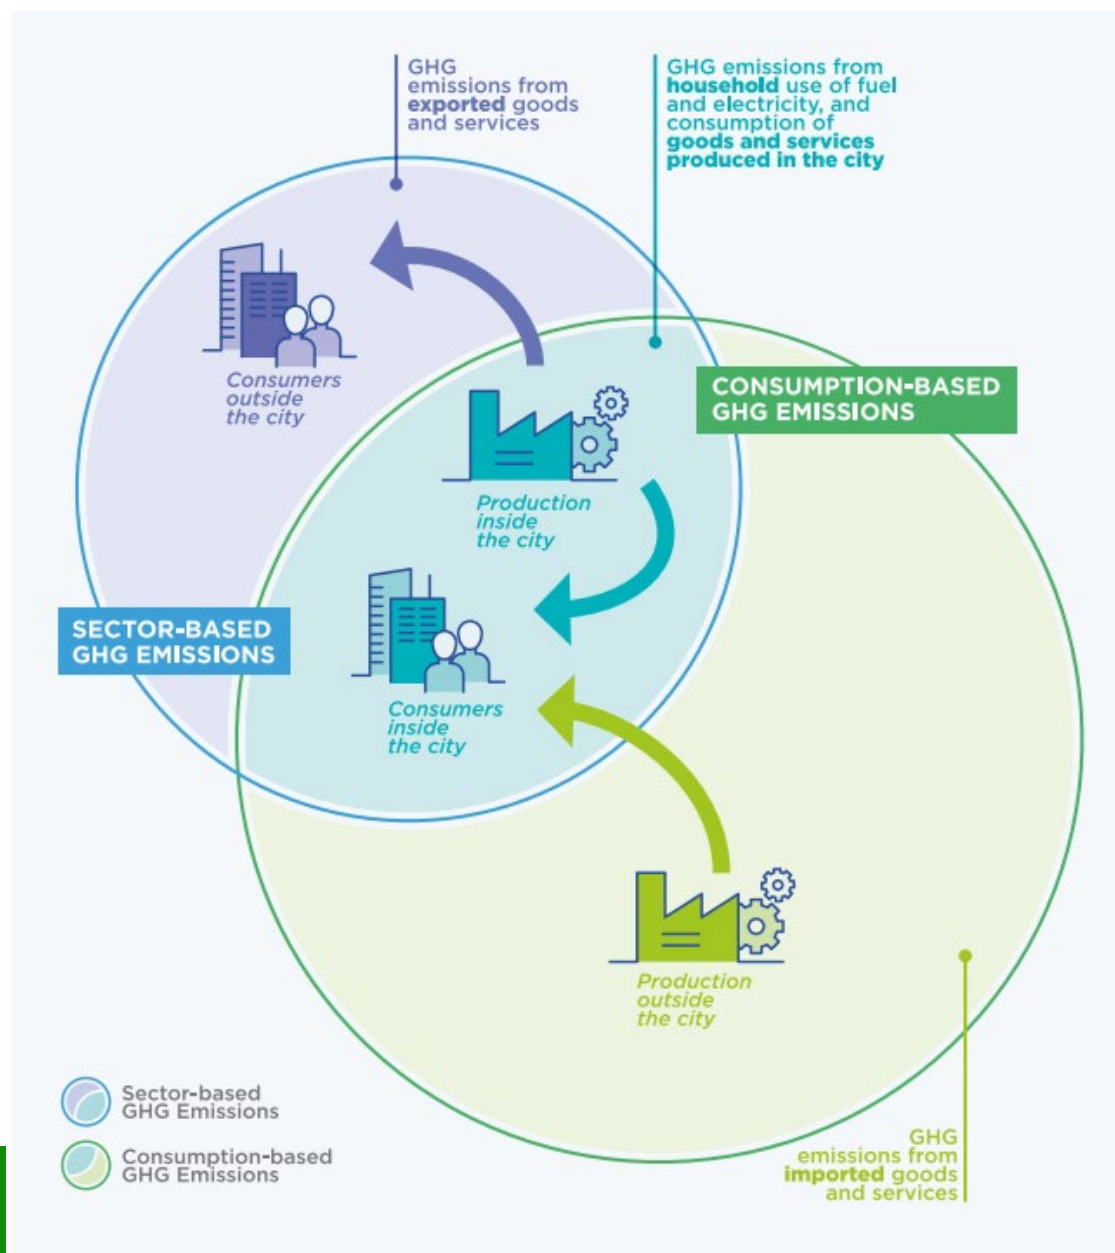 GHG
emissions from
exported goods
and services
GHG emissions from
household use of fuel
and electricity, and
consumption of
goods and services
produced in the city
Consumers
outside
the city
CONSUMPTION-BASED
GHG EMISSIONS
Production
inside
the city
SECTOR-BASED
GHG EMISSIONS
Consumers
inside
the city
Production
outside
the city
Sector-based
GHG Emissions
Consumption-based
GHG Emissions
GHG
emissions from
imported goods
and services